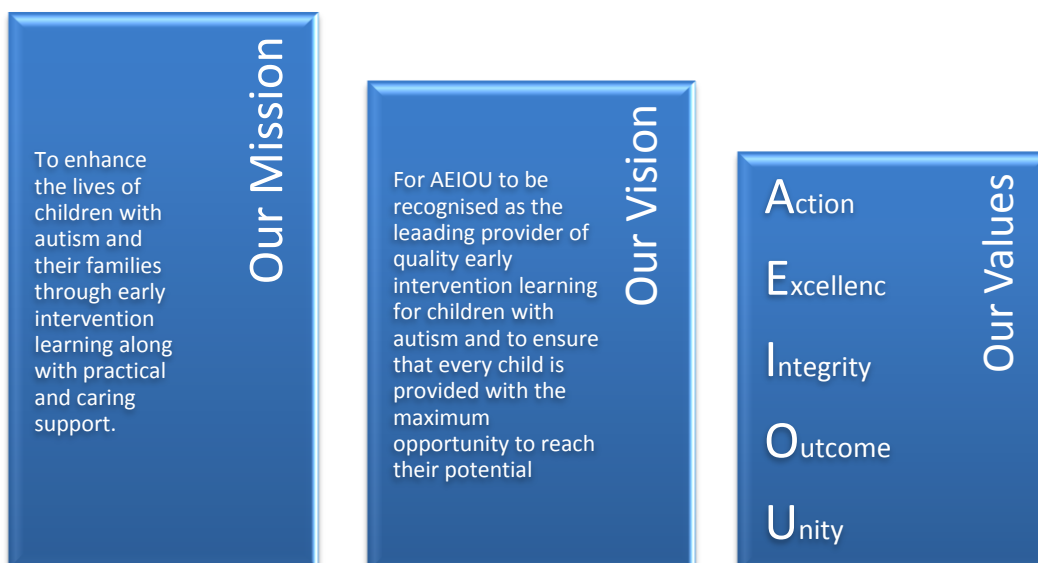 Our Mission
To enhance
the lives of
children with
autism and
their families
through early
intervention
learning along
with practical
and caring
support.
Our Vision
For AEIOU to be
recognised as the
leaading provider of
quality early
intervention learning
for children with
autism and to ensure
that every child is
provided with the
maximum
opportunity to reach
their potential
Our Values
Action
Excellenc
Integrity
Outcome
Unity